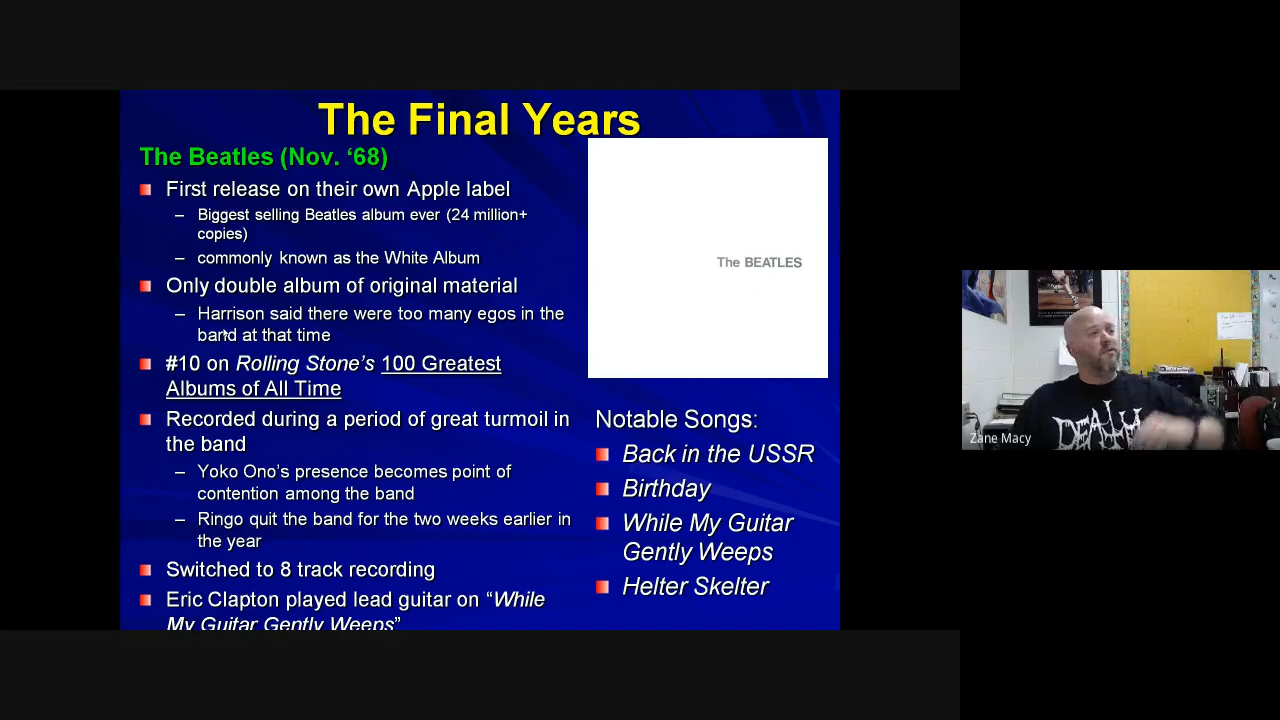 The Final Years
The Beatles (Nov. ‘68)
First release on their own Apple label
– Biggest selling Beatles album ever (24 million+
copies)
– commonly known as the White Album
Only double album of original material
– Harrison said there were too many egos in the
band at that time
#10 on Rolling Stone’s 100 Greatest
Albums of All Time
Recorded during a period of great turmoil in
the band
– Yoko Ono’s presence becomes point of
contention among the band
– Ringo quit the band for the two weeks earlier in
the year
Switched to 8 track recording
Eric Clapton played lead guitar on “While
My Guitar Gently Weeps”
The BEATLES
Notable Songs:
Back in the USSR
Birthday
While My Guitar
Gently Weeps
Helter Skelter
Zane Macy